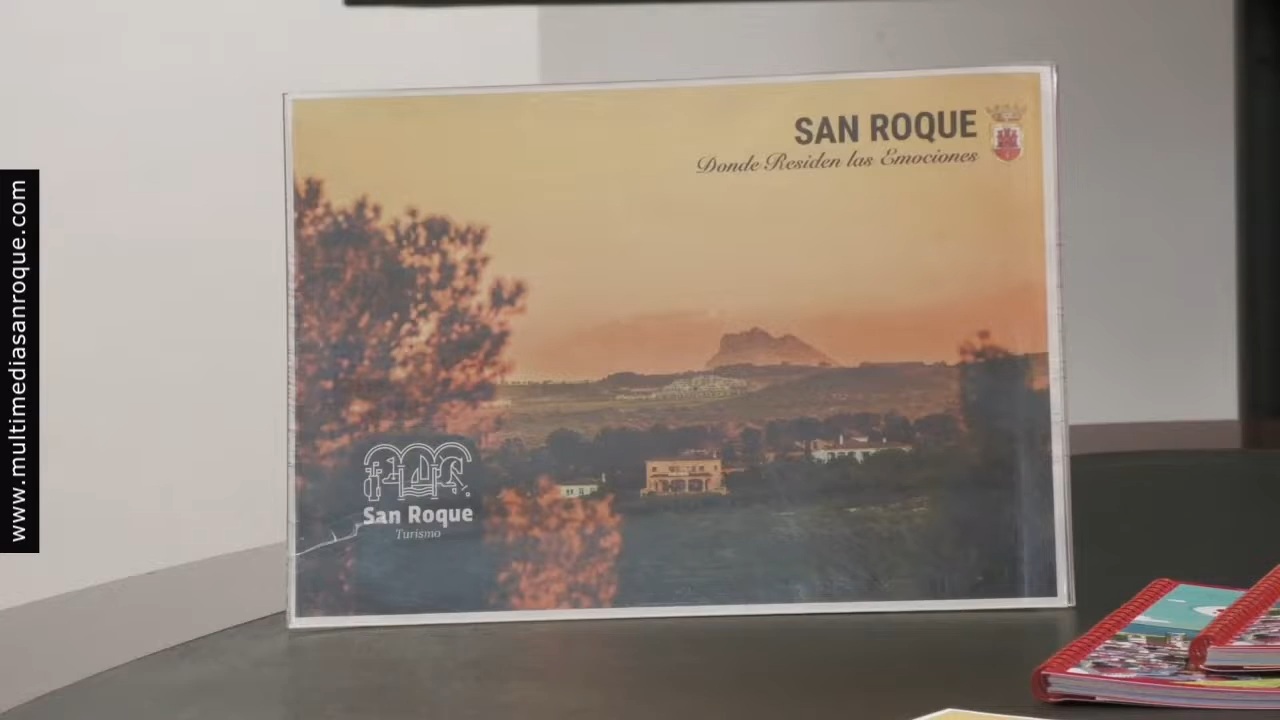 www.multimediasanroque.com
SAN ROQUE
Donde Residen las Emociones
San Roque
Turismo